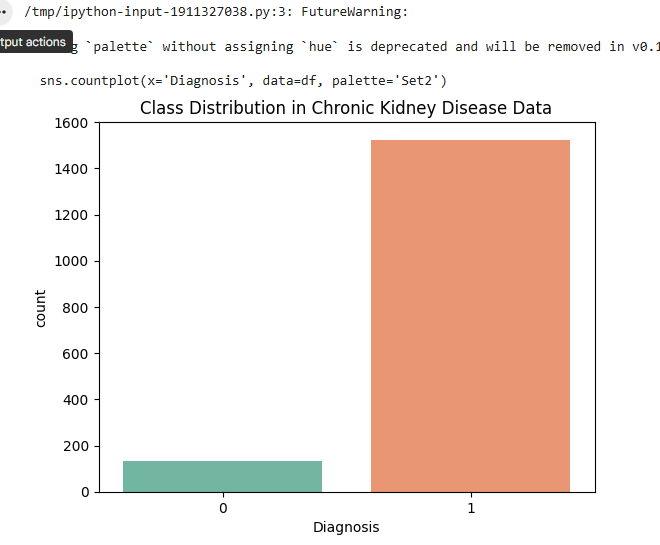 /tmp/ipython-input-1911327038.py:3: FutureWarning:
tput actions
`palette` without assigning `hue` is deprecated and will be removed in v0.1
sns.countplot(x='Diagnosis', data=df, palette='Set2')
Class Distribution in Chronic Kidney Disease Data
1600
1400
1200
1000
800
600
400
200
0
count
0 1
Diagnosis